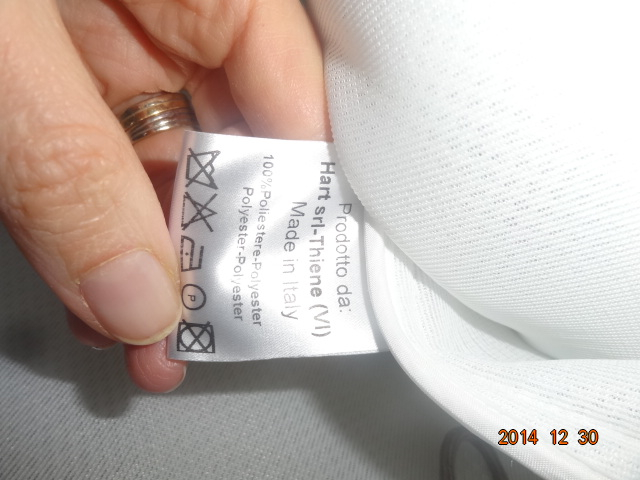 Prodotto da:
Hart srl-Thiene (VI)
Made in Italy
100%Poliestere-Polyester
Polyester-Polyester
P
2014 12 30